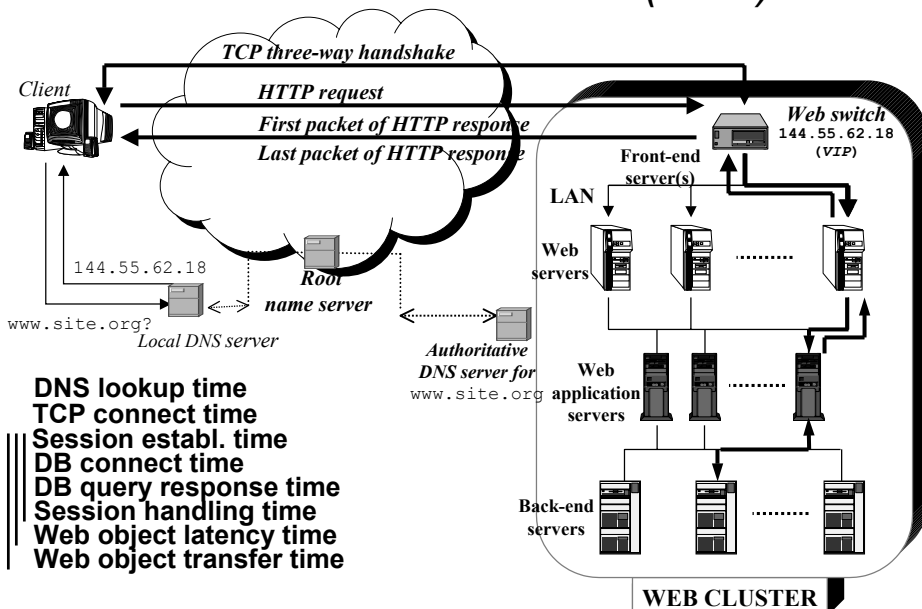 TCP three-way handshake
Client
HTTP request
First packet of HTTP response
Last packet of HTTP response
Web switch
144.55.62.18
(VIP)
Front-end
server(s)
LAN
Web
servers
144.55.62.18
Root
name server
www.site.org?
Local DNS server
Authoritative
DNS server for
www.site.org
Web
application
servers
DNS lookup time
TCP connect time
Session establ. time
DB connect time
DB query response time
Session handling time
Web object latency time
Web object transfer time
Back-end
servers
WEB CLUSTER